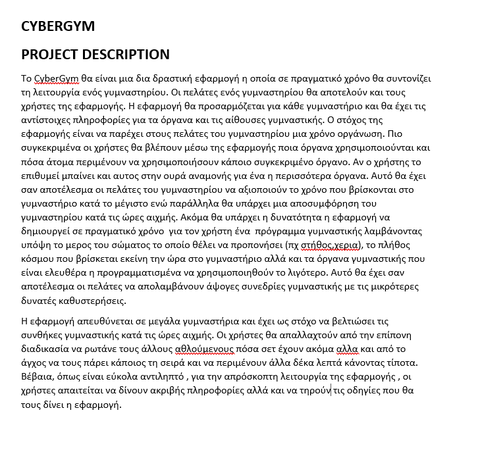 CYBERGYM
PROJECT DESCRIPTION
Το CyberGym θα είναι μια δια δραστική εφαρμογή η οποία σε πραγματικό χρόνο θα συντονίζει
τη λειτουργία ενός γυμναστηρίου. Οι πελάτες ενός γυμναστηρίου θα αποτελούν και τους
χρήστες της εφαρμογής. Η εφαρμογή θα προσαρμόζεται για κάθε γυμναστήριο και θα έχει τις
αντίστοιχες πληροφορίες για τα όργανα και τις αίθουσες γυμναστικής. Ο στόχος της
εφαρμογής είναι να παρέχει στους πελάτες του γυμναστηρίου μια χρόνο οργάνωση. Πιο
συγκεκριμένα οι χρήστες θα βλέπουν μέσω της εφαρμογής ποια όργανα χρησιμοποιούνται και
πόσα άτομα περιμένουν να χρησιμοποιήσουν κάποιο συγκεκριμένο όργανο. Αν ο χρήστης το
επιθυμεί μπαίνει και αυτος στην ουρά αναμονής για ένα η περισσότερα όργανα. Αυτό θα έχει
σαν αποτέλεσμα οι πελάτες του γυμναστηρίου να αξιοποιούν το χρόνο που βρίσκονται στο
γυμναστήριο κατά το μέγιστο ενώ παράλληλα θα υπάρχει μια αποσυμφόρηση του
γυμναστηρίου κατά τις ώρες αιχμής. Ακόμα θα υπάρχει η δυνατότητα η εφαρμογή να
δημιουργεί σε πραγματικό χρόνο για τον χρήστη ένα πρόγραμμα γυμναστικής λαμβάνοντας
υπόψη το μερος του σώματος το οποίο θέλει να προπονήσει (πχ στήθος,χερια), το πλήθος
κόσμου που βρίσκεται εκείνη την ώρα στο γυμναστήριο αλλά και τα όργανα γυμναστικής που
είναι ελευθέρα η προγραμματισμένα να χρησιμοποιηθούν το λιγότερο. Αυτό θα έχει σαν
αποτέλεσμα οι πελάτες να απολαμβάνουν άψογες συνεδρίες γυμναστικής με τις μικρότερες
δυνατές καθυστερήσεις.
Η εφαρμογή απευθύνεται σε μεγάλα γυμναστήρια και έχει ως στόχο να βελτιώσει τις
συνθήκες γυμναστικής κατά τις ώρες αιχμής. Οι χρήστες θα απαλλαχτούν από την επίπονη
διαδικασία να ρωτάνε τους άλλους αθλούμενους πόσα σετ έχουν ακόμα αλλα και από το
άγχος να τους πάρει κάποιος τη σειρά και να περιμένουν άλλα δέκα λεπτά κάνοντας τίποτα.
Βέβαια, όπως είναι εύκολα αντιληπτό , για την απρόσκοπτη λειτουργία της εφαρμογής , οι
χρήστες απαιτείται να δίνουν ακριβής πληροφορίες αλλά και να τηρούν τις οδηγίες που θα
τους δίνει η εφαρμογή.